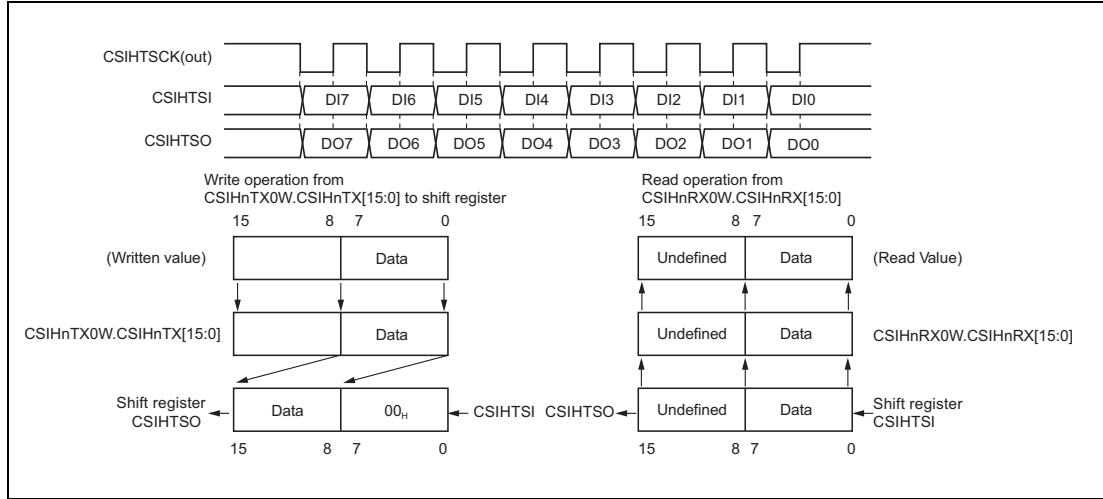 CSIHTSCK(out)
CSIHTSI DI7 DI6 DI5 DI4 DI3 DI2 DI1 DI0
CSIHTSO DO7 DO6 DO5 DO4 DO3 DO2 DO1 DO0
Write operation from
CSIHnTX0W.CSIHnTX[15:0] to shift register
15 8 7 0
(Written value) Data
CSIHnTX0W.CSIHnTX[15:0] Data
Shift register
CSIHTSO
Data 00H CSIHTSI
15 8 7 0
Read operation from
CSIHnRX0W.CSIHnRX[15:0]
15 8 7 0
Undefined Data (Read Value)
Undefined Data CSIHnRX0W.CSIHnRX[15:0]
CSIHTSO Undefined Data
Shift register
CSIHTSI
15 8 7 0